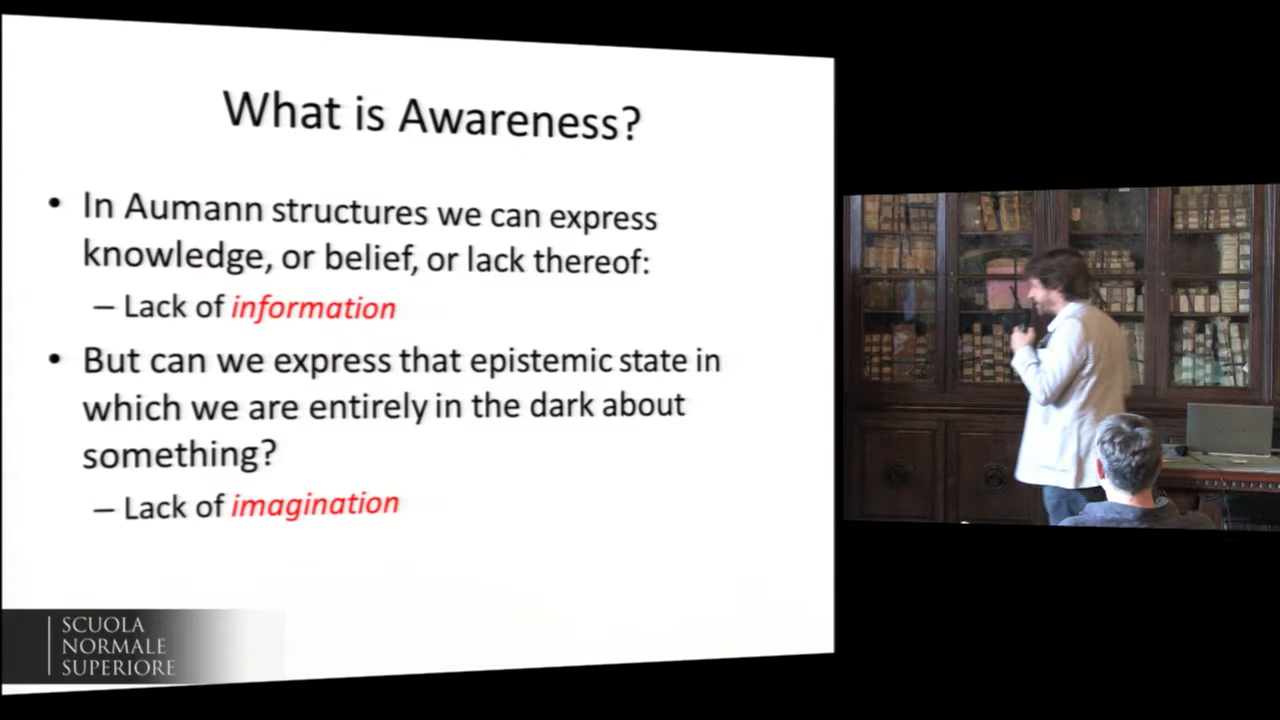 What is Awareness?
• In Aumann structures we can express
knowledge, or belief, or lack thereof:
– Lack of information
• But can we express that epistemic state in
which we are entirely in the dark about
something?
– Lack of imagination
SCUOLA
NORMALE
SUPERIORE